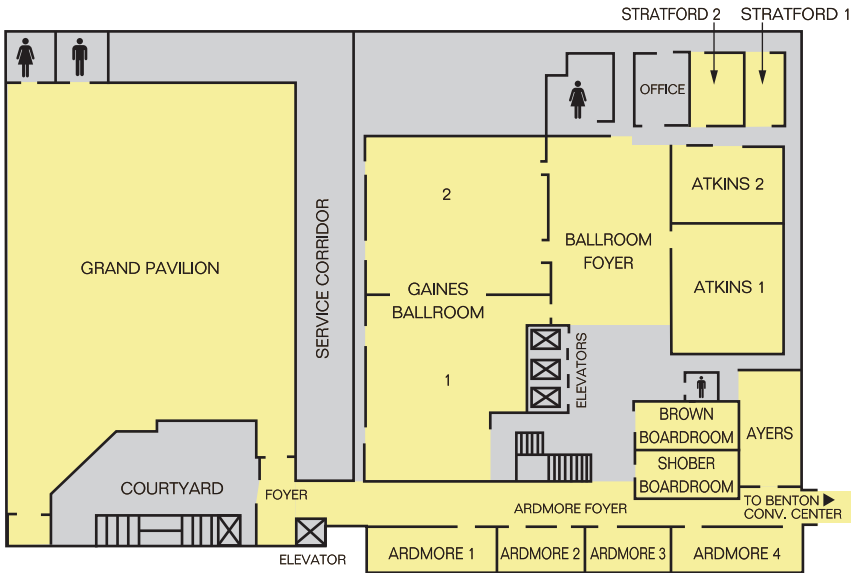 STRATFORD 2
STRATFORD 1
OFFICE
ATKINS 2
2
BALLROOM
FOYER
GRAND PAVILION
SERVICE CORRIDOR
GAINES
BALLROOM
ATKINS 1
1
ELEVATORS
BROWN
BOARDROOM
AYERS
SHOBER
BOARDROOM
COURTYARD
FOYER
ARDMORE FOYER
TO BENTON
CONV. CENTER
ELEVATOR
ARDMORE 1
ARDMORE 2
ARDMORE 3
ARDMORE 4